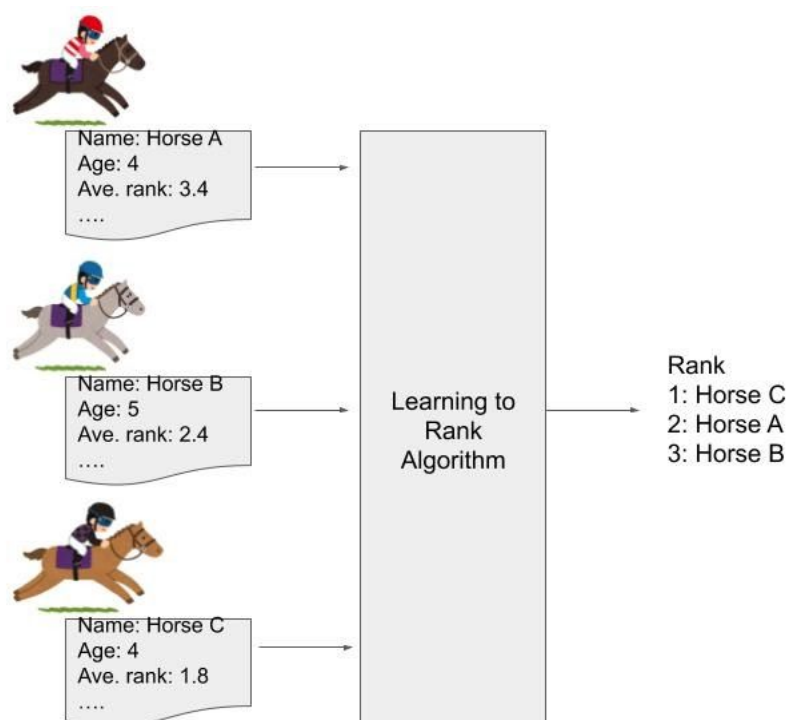 Name: Horse A
Age: 4
Ave. rank: 3.4
....
Name: Horse B
Age: 5
Ave. rank: 2.4
....
Name: Horse C
Age: 4
Ave. rank: 1.8
....
Learning to
Rank
Algorithm
Rank
1: Horse C
2: Horse A
3: Horse B